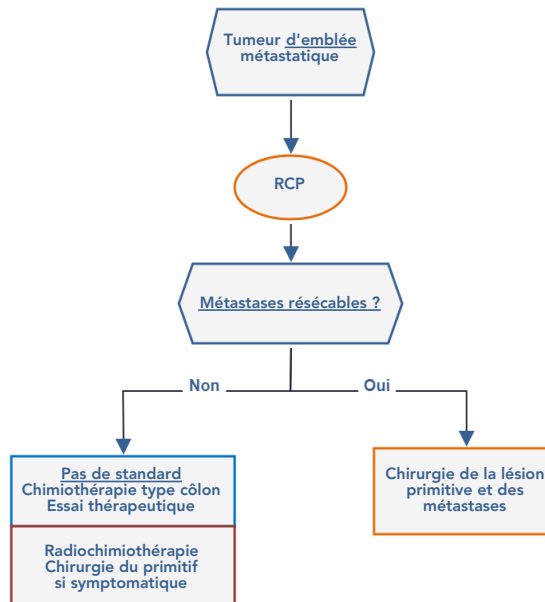 Tumeur d'emblée
métastatique
RCP
Métastases résécables ?
Non
Oui
Pas de standard
Chimiothérapie type côlon
Essai thérapeutique
Radiochimiothérapie
Chirurgie du primitif
si symptomatique
Chirurgie de la lésion
primitive et des
métastases